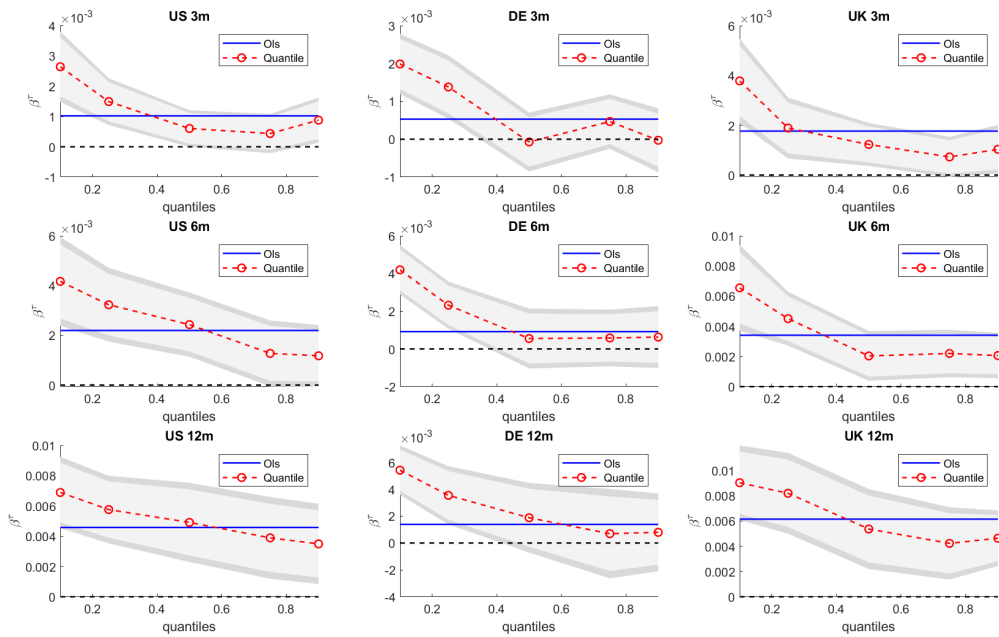 US 3m
×10⁻³
4
3
2
1
0
-1
β^τ
0.2 0.4 0.6 0.8
quantiles
Ols
Quantile
DE 3m
×10⁻³
3
2
1
0
-1
β^τ
0.2 0.4 0.6 0.8
quantiles
Ols
Quantile
UK 3m
×10⁻³
6
4
2
0
β^τ
0.2 0.4 0.6 0.8
quantiles
Ols
Quantile
US 6m
×10⁻³
6
4
2
0
β^τ
0.2 0.4 0.6 0.8
quantiles
Ols
Quantile
DE 6m
×10⁻³
6
4
2
0
-2
β^τ
0.2 0.4 0.6 0.8
quantiles
Ols
Quantile
UK 6m
0.01
0.008
0.006
0.004
0.002
0
β^τ
0.2 0.4 0.6 0.8
quantiles
Ols
Quantile
US 12m
0.01
0.008
0.006
0.004
0.002
0
β^τ
0.2 0.4 0.6 0.8
quantiles
Ols
Quantile
DE 12m
×10⁻³
6
4
2
0
-2
-4
β^τ
0.2 0.4 0.6 0.8
quantiles
Ols
Quantile
UK 12m
0.01
0.008
0.006
0.004
0.002
0
β^τ
0.2 0.4 0.6 0.8
quantiles
Ols
Quantile